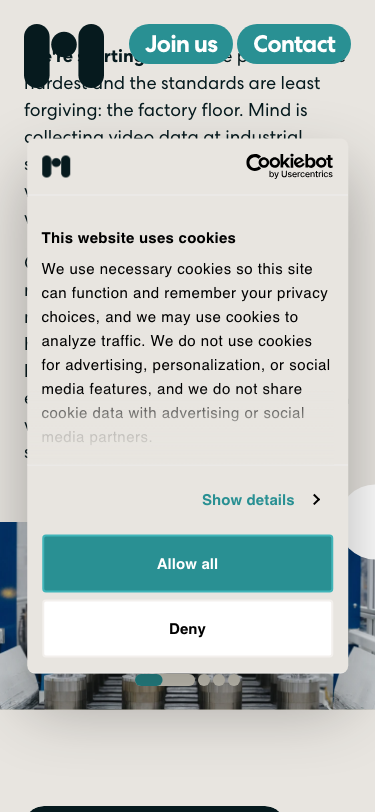 Join us
Contact
hardest and the standards are least
forgiving: the factory floor. Mind is
collecting video data at industrial
Cookiebot
by Usercentrics
This website uses cookies
We use necessary cookies so this site
can function and remember your privacy
choices, and we may use cookies to
analyze traffic. We do not use cookies
for advertising, personalization, or social
media features, and we do not share
cookie data with advertising or social
media partners.
Show details
Allow all
Deny